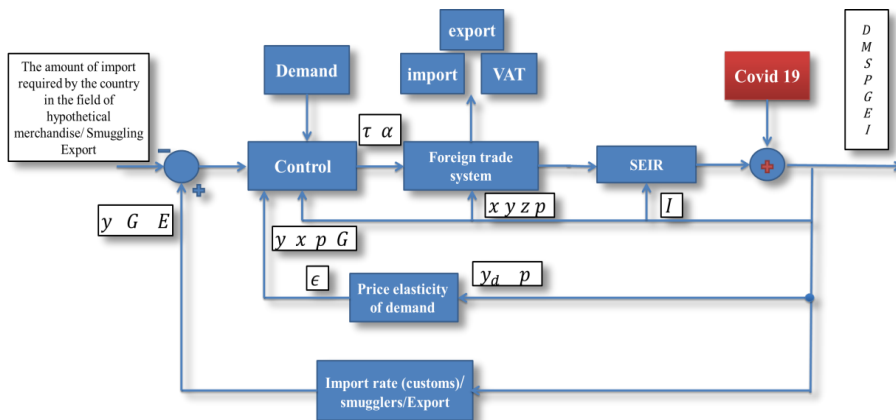 export
import
VAT
Demand
Covid 19
D
M
S
P
G
E
I
The amount of import
required by the country
in the field of
hypothetical
merchandise/ Smuggling
Export
−
+
τ α
Control
Foreign trade
system
SEIR
+
y G E
x y z p
I
y x p G
ϵ
Price elasticity
of demand
y_d p
Import rate (customs)/
smugglers/Export